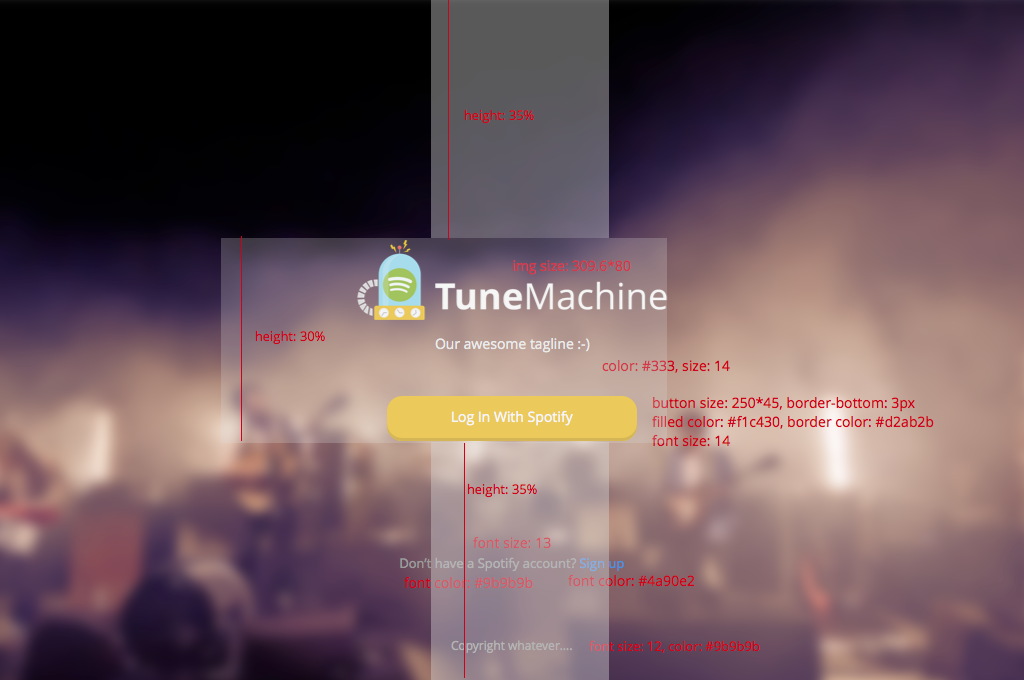 height: 35%
img size: 309.6*80
TuneMachine
height: 30%
Our awesome tagline :-)
color: #333, size: 14
button size: 250*45, border-bottom: 3px
Log In With Spotify
filled color: #f1c430, border color: #d2ab2b
font size: 14
height: 35%
font size: 13
Don't have a Spotify account? Sign up
font color: #9b9b9b
font color: #4a90e2
Copyright whatever....
font size: 12, color: #9b9b9b